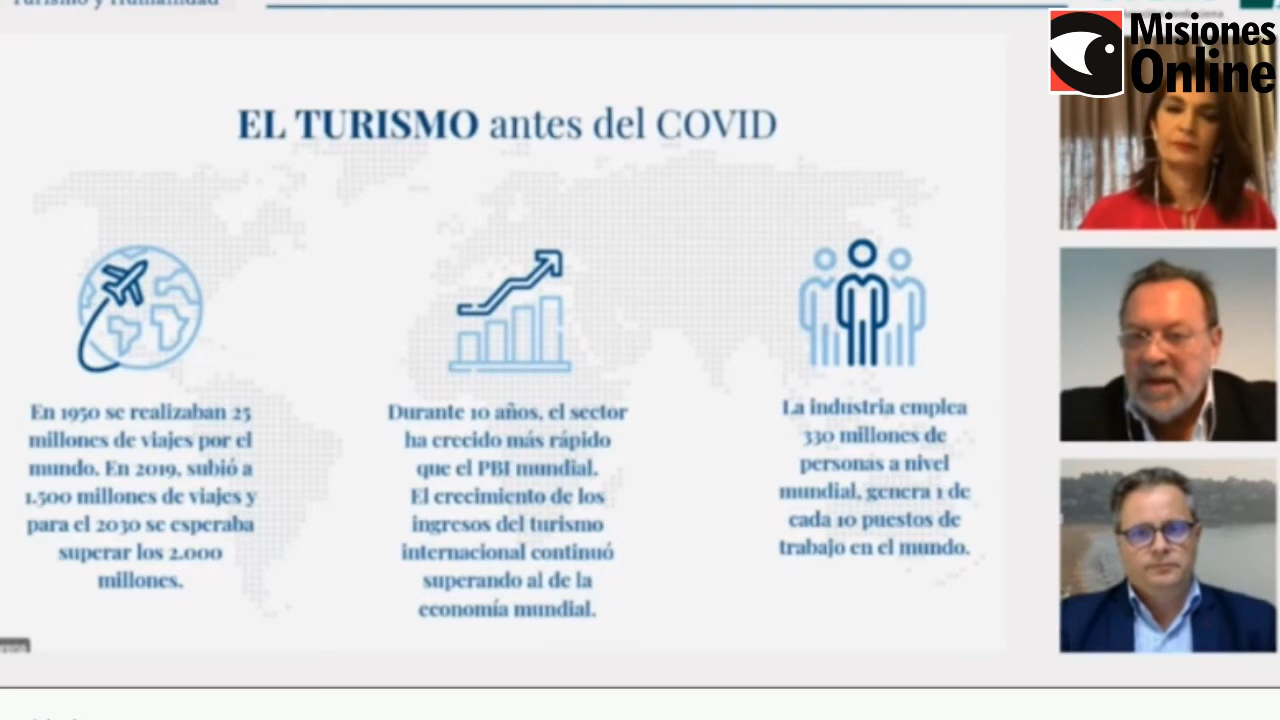 Turismo y Humanidad
Misiones
Online
EL TURISMO antes del COVID
En 1950 se realizaban 25
millones de viajes por el
mundo. En 2019, subió a
1.500 millones de viajes y
para el 2030 se esperaba
superar los 2.000
millones.
Durante 10 años, el sector
ha crecido más rápido
que el PBI mundial.
El crecimiento de los
ingresos del turismo
internacional continuó
superando al de la
economía mundial.
La industria emplea
330 millones de
personas a nivel
mundial, genera 1 de
cada 10 puestos de
trabajo en el mundo.